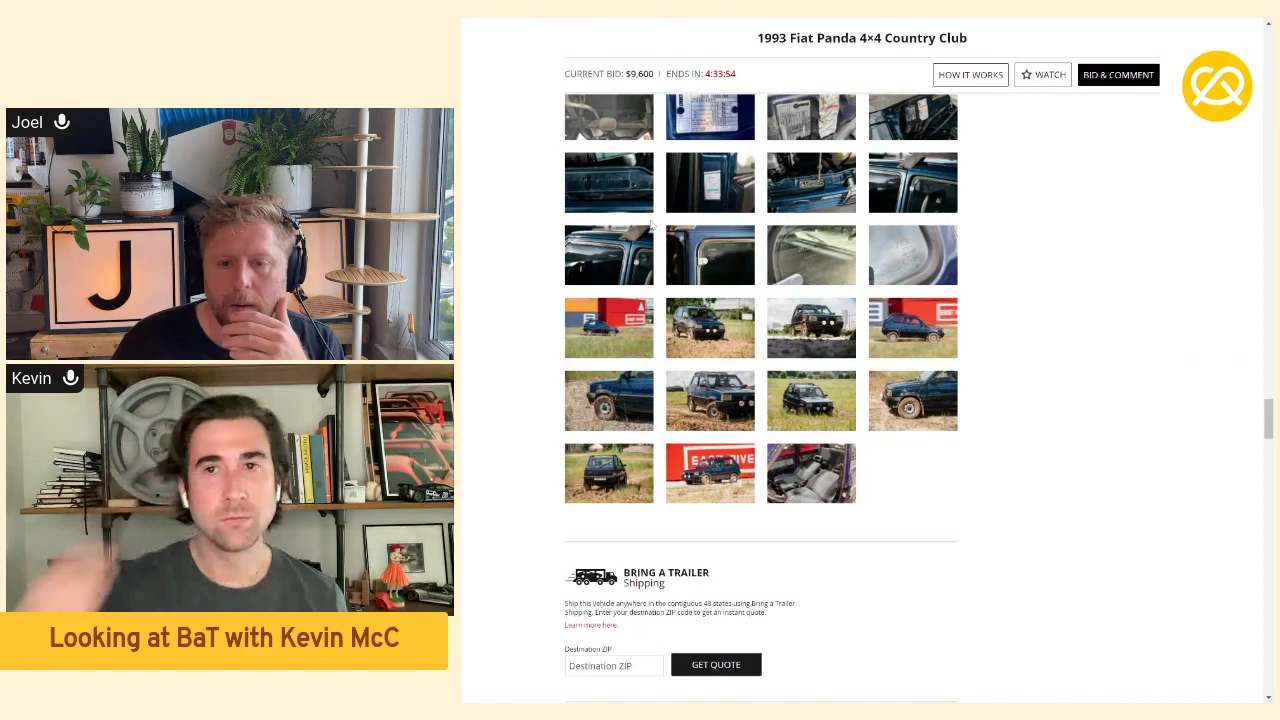 1993 Fiat Panda 4×4 Country Club
CURRENT BID: $9,600 | ENDS IN: 4:33:54
HOW IT WORKS
WATCH
BID & COMMENT
Joel
J
Kevin
Looking at BaT with Kevin McC
BRING A TRAILER
Shipping
Ship this vehicle anywhere in the contiguous 48 states using Bring a Trailer
Shipping. Enter your destination ZIP code to get an instant quote.
Learn more here.
Destination ZIP
Destination ZIP
GET QUOTE